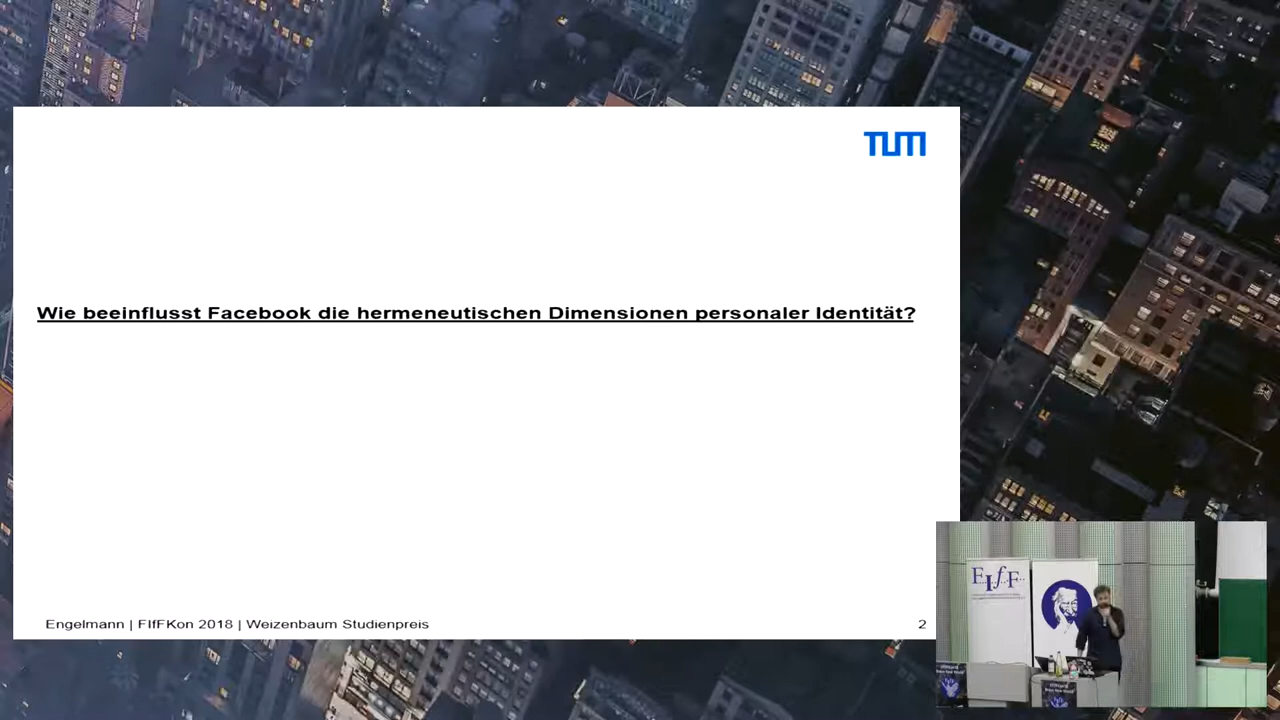 TUM
Wie beeinflusst Facebook die hermeneutischen Dimensionen personaler Identität?
Engelmann | FIfFKon 2018 | Weizenbaum Studienpreis
2
F..I..f..F..